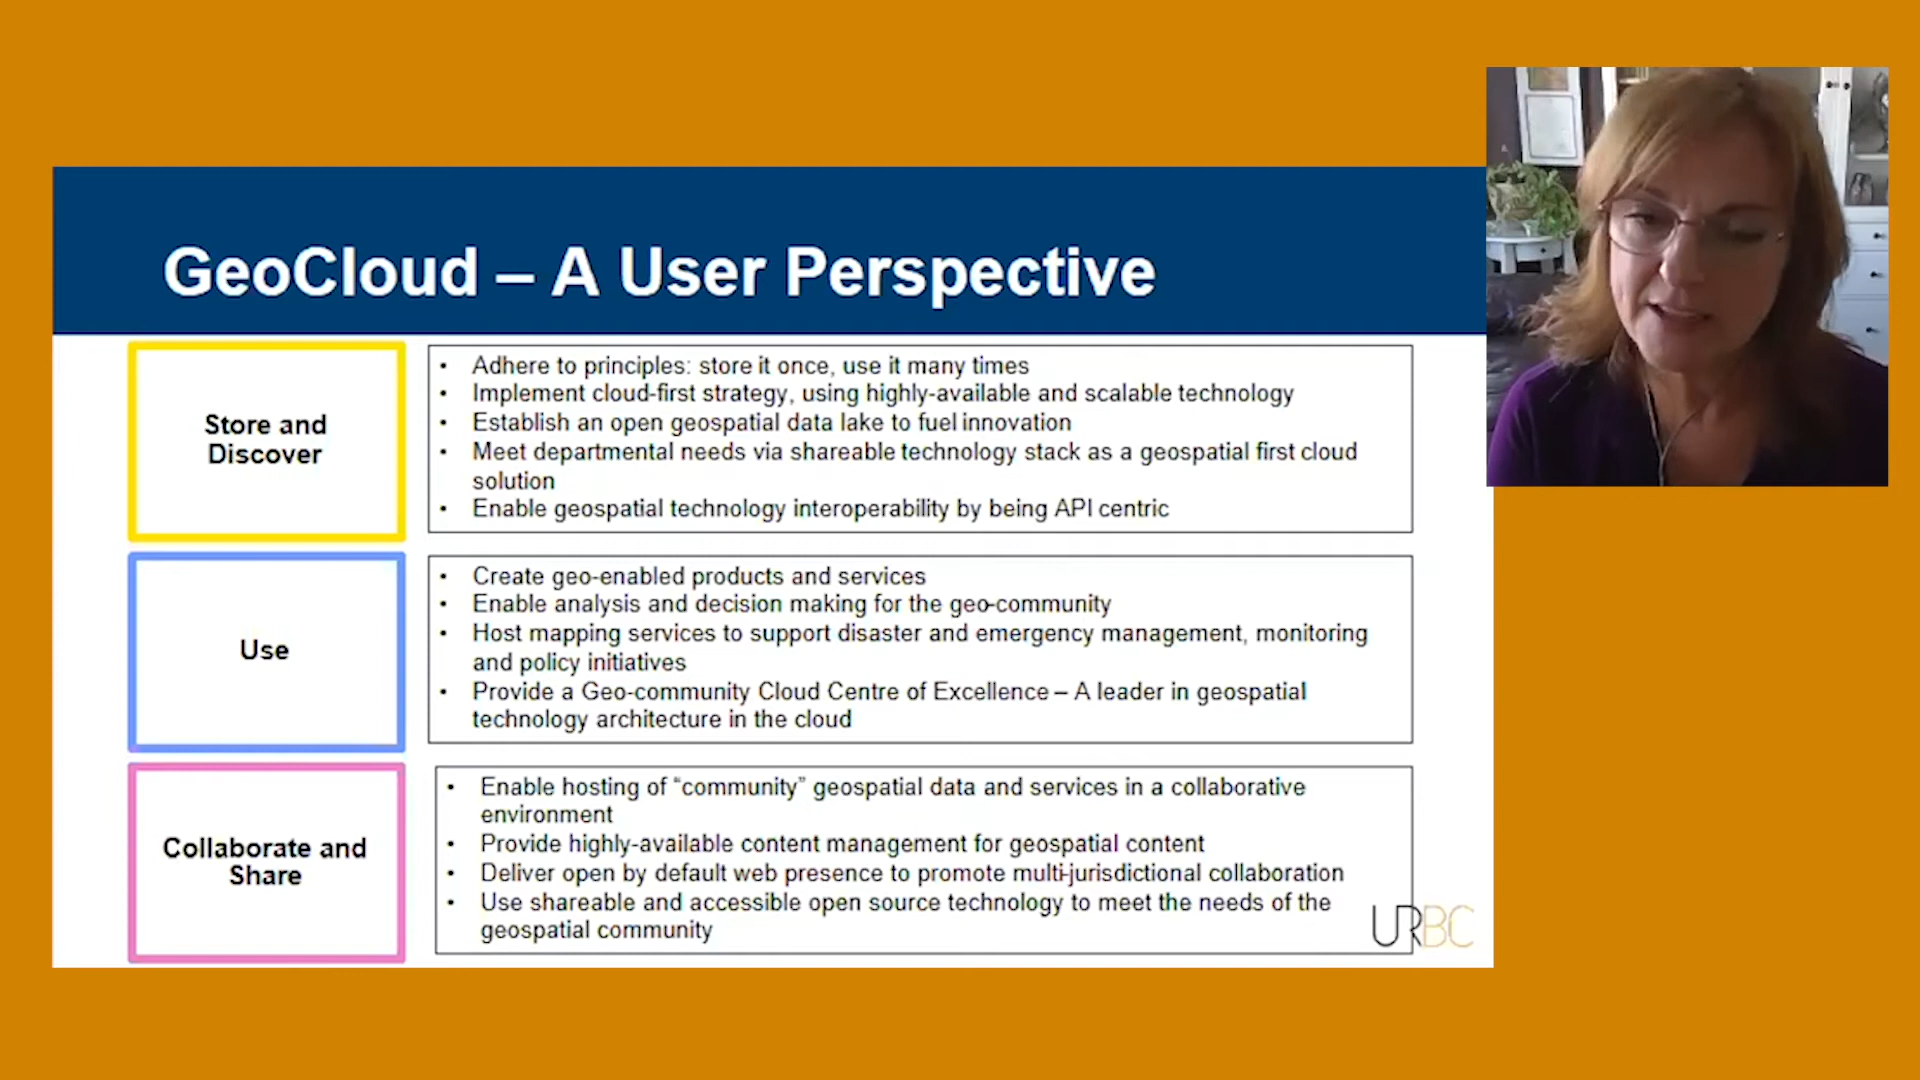 GeoCloud – A User Perspective
Store and
Discover
• Adhere to principles: store it once, use it many times
• Implement cloud-first strategy, using highly-available and scalable technology
• Establish an open geospatial data lake to fuel innovation
• Meet departmental needs via shareable technology stack as a geospatial first cloud
solution
• Enable geospatial technology interoperability by being API centric
Use
• Create geo-enabled products and services
• Enable analysis and decision making for the geo-community
• Host mapping services to support disaster and emergency management, monitoring
and policy initiatives
• Provide a Geo-community Cloud Centre of Excellence – A leader in geospatial
technology architecture in the cloud
Collaborate and
Share
• Enable hosting of “community” geospatial data and services in a collaborative
environment
• Provide highly-available content management for geospatial content
• Deliver open by default web presence to promote multi-jurisdictional collaboration
• Use shareable and accessible open source technology to meet the needs of the
geospatial community
URBC